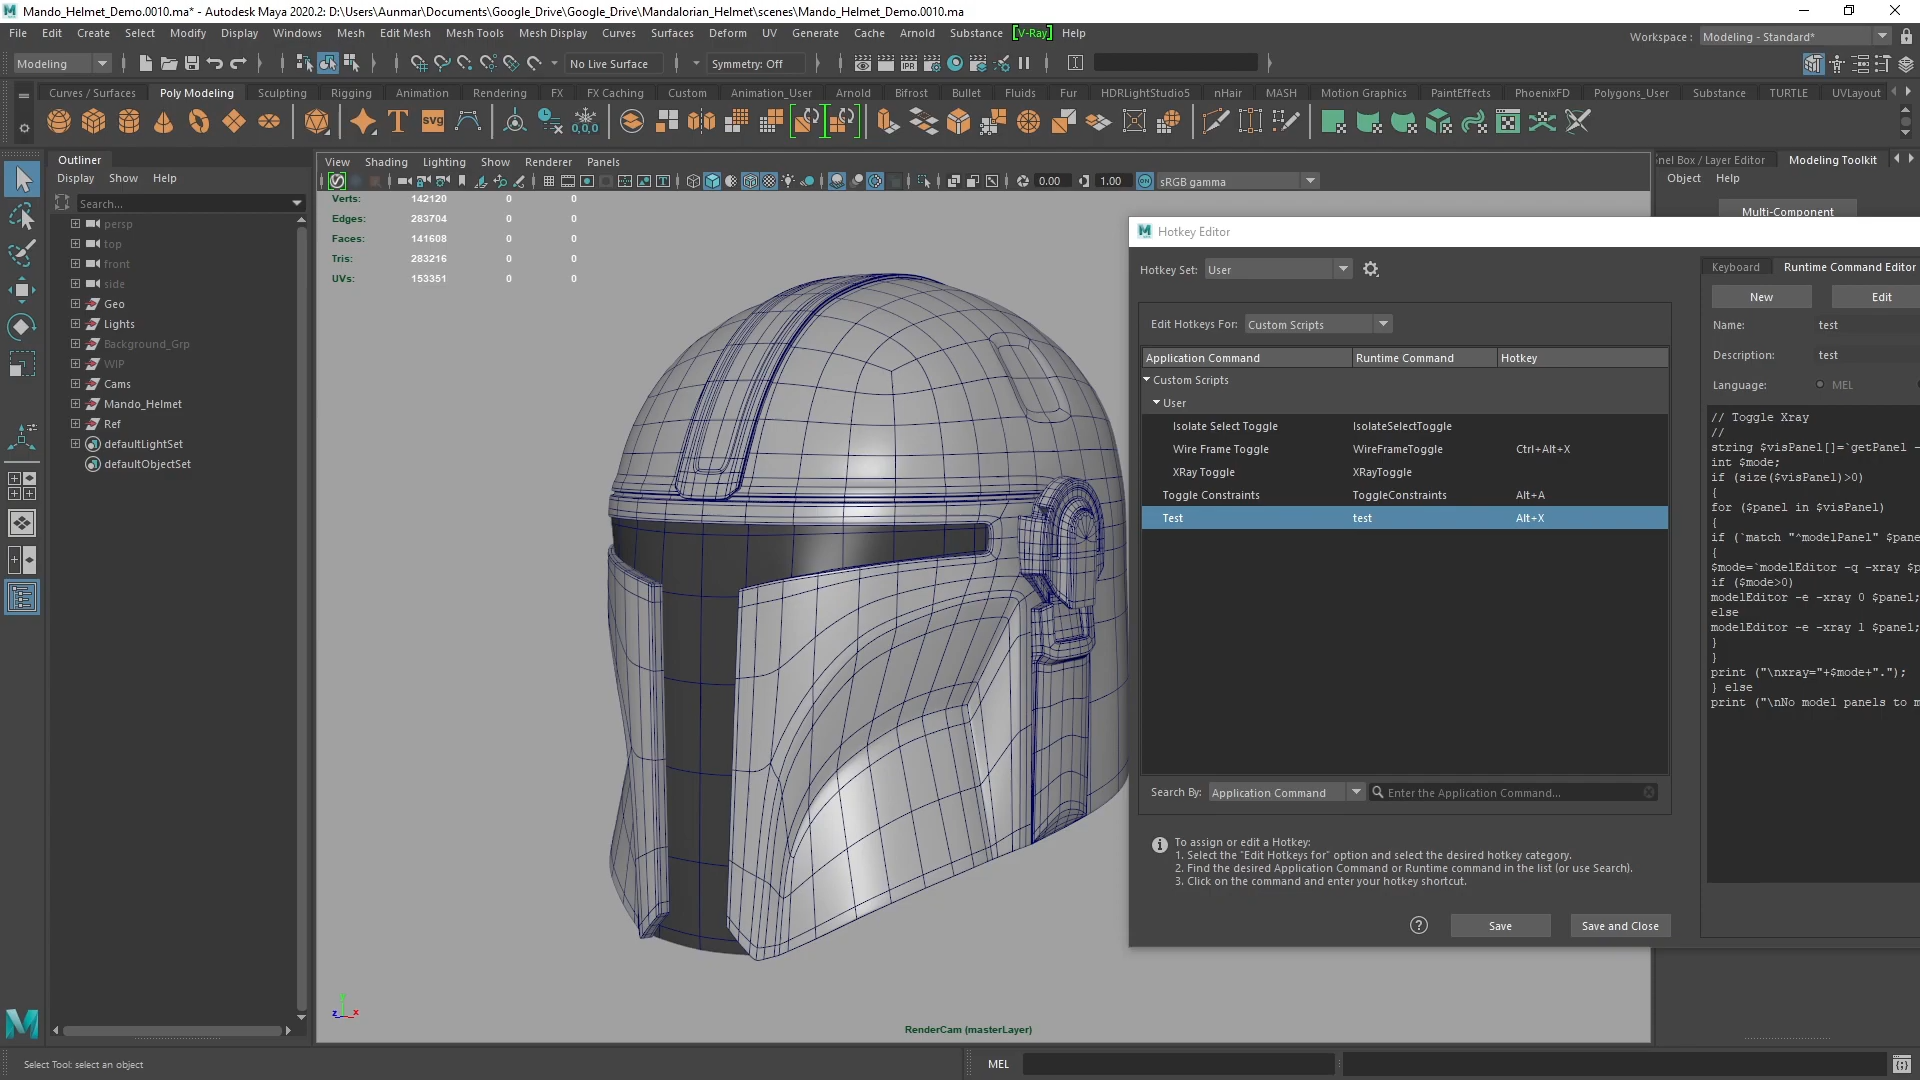 Mando_Helmet_Demo.0010.ma* - Autodesk Maya 2020.2: D:\Users\Aunmar\Documents\Google_Drive\Google_Drive\Mandalorian_Helmet\scenes\Mando_Helmet_Demo.0010.ma
File Edit Create Select Modify Display Windows Mesh Edit Mesh Mesh Tools Mesh Display Curves Surfaces Deform UV Generate Cache Arnold Substance [V-Ray] Help
Workspace : Modeling - Standard*
Modeling No Live Surface Symmetry: Off
Curves / Surfaces Poly Modeling Sculpting Rigging Animation Rendering FX FX Caching Custom Animation_User Arnold Bifrost Bullet Fluids Fur HDRLightStudio5 nHair MASH Motion Graphics PaintEffects PhoenixFD Polygons_User Substance TURTLE UVLayout
Outliner
Display Show Help
Search...
persp
top
front
side
Geo
Lights
Background_Grp
WIP
Cams
Mando_Helmet
Ref
defaultLightSet
defaultObjectSet
View Shading Lighting Show Renderer Panels
0.00 1.00 sRGB gamma
Verts: 142120 0 0
Edges: 283704 0 0
Faces: 141608 0 0
Tris: 283216 0 0
UVs: 153351 0 0
RenderCam (masterLayer)
nel Box / Layer Editor Modeling Toolkit
Object Help
Multi-Component
Hotkey Editor
Hotkey Set: User
Edit Hotkeys For: Custom Scripts
Application Command Runtime Command Hotkey
Custom Scripts
User
Isolate Select Toggle IsolateSelectToggle
Wire Frame Toggle WireFrameToggle Ctrl+Alt+X
XRay Toggle XRayToggle
Toggle Constraints ToggleConstraints Alt+A
Test test Alt+X
Search By: Application Command Enter the Application Command...
To assign or edit a Hotkey:
1. Select the "Edit Hotkeys for" option and select the desired hotkey category.
2. Find the desired Application Command or Runtime command in the list (or use Search).
3. Click on the command and enter your hotkey shortcut.
Save Save and Close
Keyboard Runtime Command Editor
New Edit
Name: test
Description: test
Language: MEL
// Toggle Xray
//
string $visPanel[]=`getPanel -
int $mode;
if (size($visPanel)>0)
{
for ($panel in $visPanel)
{
if (`match "^modelPanel" $pane
{
$mode=`modelEditor -q -xray $p
if ($mode>0)
modelEditor -e -xray 0 $panel;
else
modelEditor -e -xray 1 $panel;
}
}
print ("\nxray="+$mode+".");
} else
print ("\nNo model panels to m
Select Tool: select an object
MEL